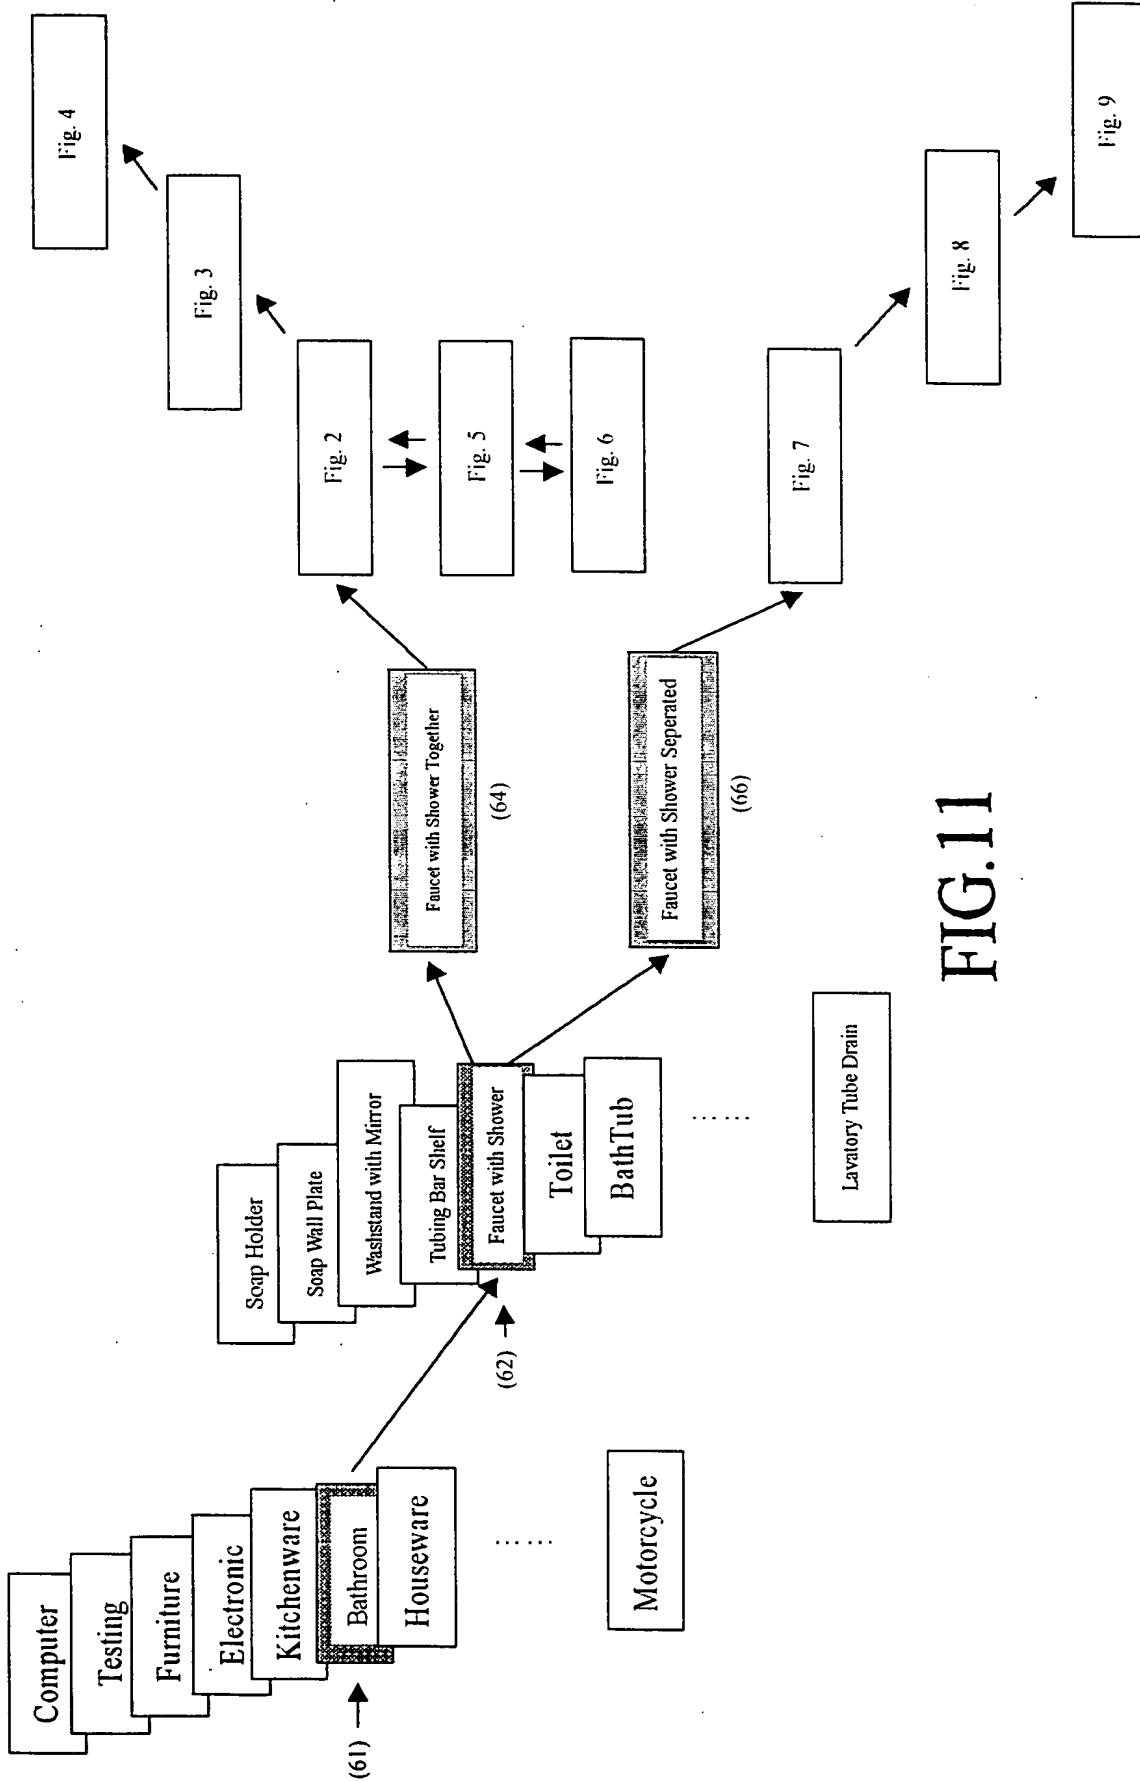 Computer
Testing
Furniture
Electronic
Kitchenware
Bathroom
Houseware
......
Motorcycle
(61)
Soap Holder
Soap Wall Plate
Washstand with Mirror
Tubing Bar Shelf
Faucet with Shower
Toilet
BathTub
......
Lavatory Tube Drain
(62)
Faucet with Shower Together
(64)
Faucet with Shower Seperated
(66)
Fig. 2
Fig. 5
Fig. 6
Fig. 3
Fig. 4
Fig. 7
Fig. 8
Fig. 9
FIG.11